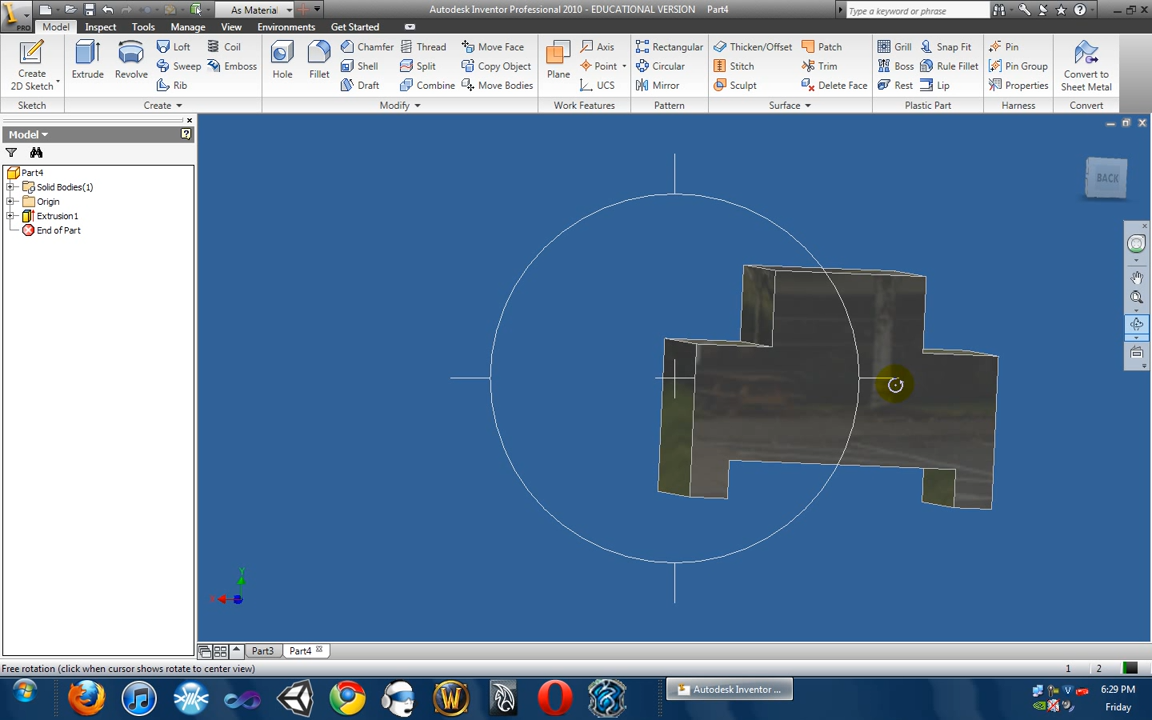 PRO
As Material
Autodesk Inventor Professional 2010 - EDUCATIONAL VERSION  Part4
Type a keyword or phrase
Model Inspect Tools Manage View Environments Get Started
Create 2D Sketch
Extrude
Revolve
Loft
Sweep
Rib
Coil
Emboss
Hole
Fillet
Chamfer
Shell
Draft
Thread
Split
Combine
Move Face
Copy Object
Move Bodies
Plane
Axis
Point
UCS
Rectangular
Circular
Mirror
Thicken/Offset
Stitch
Sculpt
Patch
Trim
Delete Face
Grill
Boss
Rest
Snap Fit
Rule Fillet
Lip
Pin
Pin Group
Properties
Convert to Sheet Metal
Sketch Create Modify Work Features Pattern Surface Plastic Part Harness Convert
Model
Part4
Solid Bodies(1)
Origin
Extrusion1
End of Part
BACK
Y
Part3 Part4
Free rotation (click when cursor shows rotate to center view)
1 2
Autodesk Inventor ...
6:29 PM
Friday